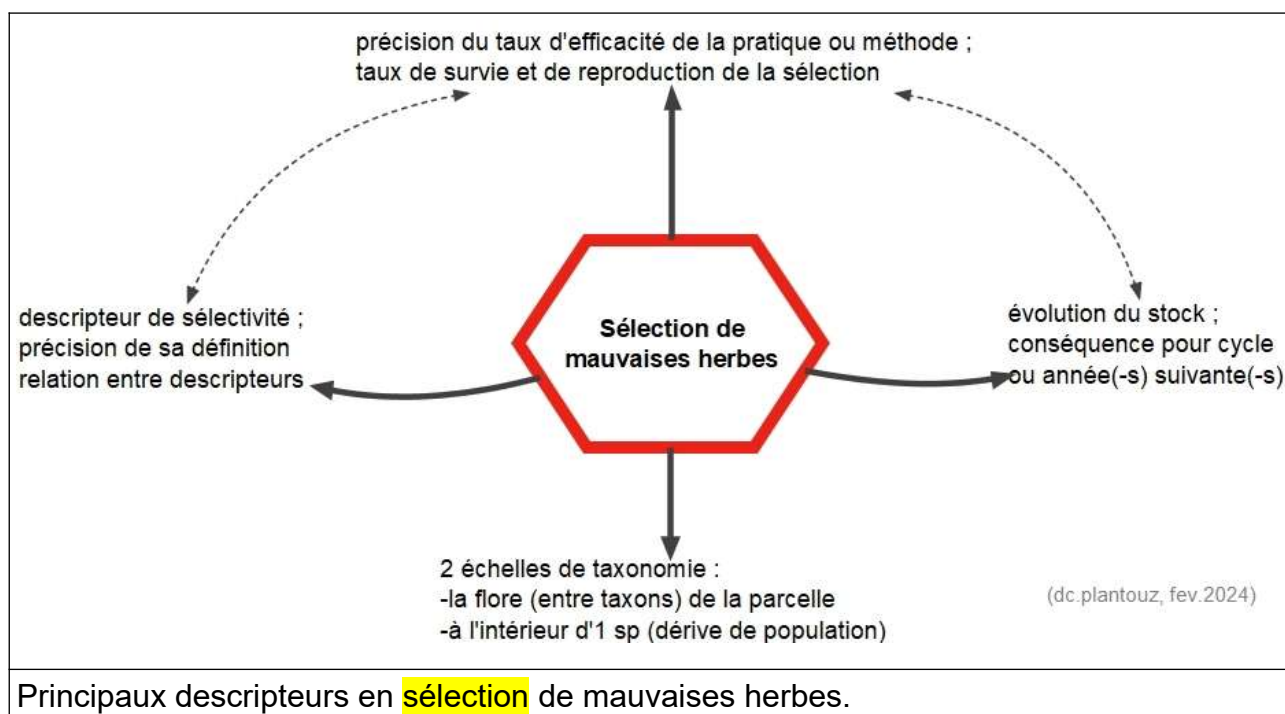 précision du taux d'efficacité de la pratique ou méthode ;
taux de survie et de reproduction de la sélection
descripteur de sélectivité ;
précision de sa définition
relation entre descripteurs
Sélection de
mauvaises herbes
évolution du stock ;
conséquence pour cycle
ou année(-s) suivante(-s)
2 échelles de taxonomie :
-la flore (entre taxons) de la parcelle
-à l'intérieur d'1 sp (dérive de population)
(dc.plantouz, fev.2024)
Principaux descripteurs en sélection de mauvaises herbes.